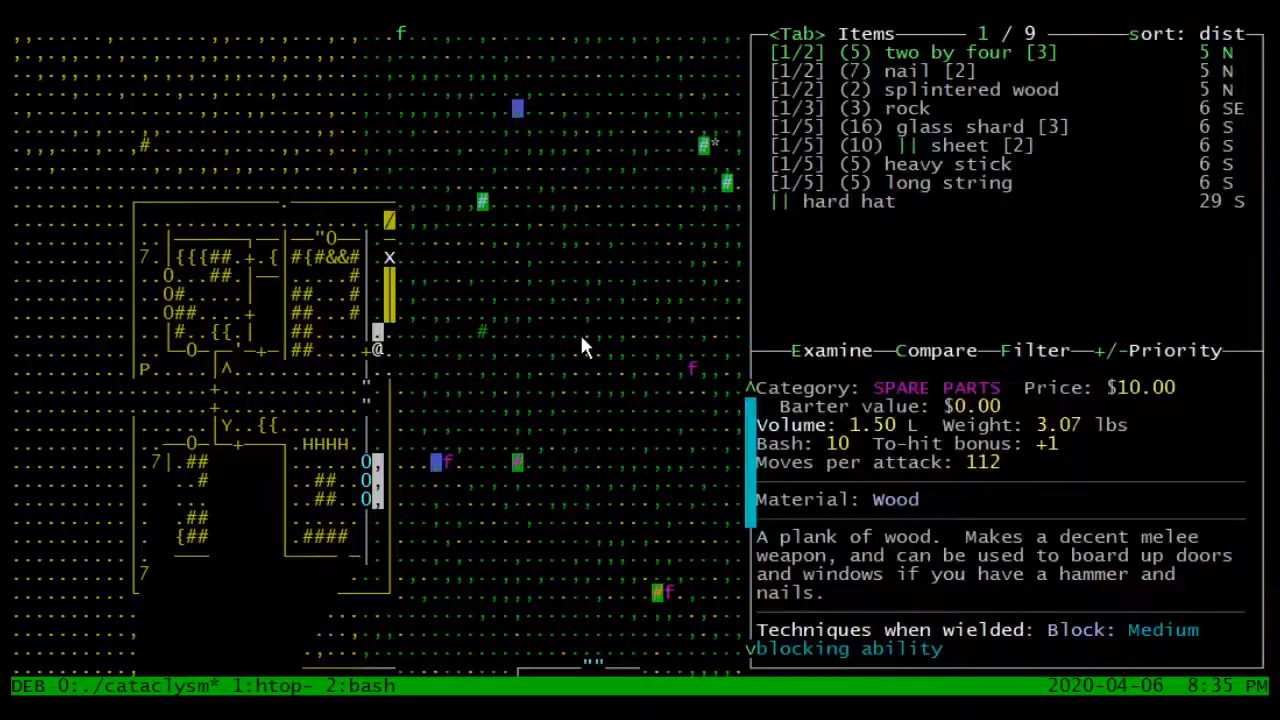 <Tab> Items 1 / 9 sort: dist
[1/2] (5) two by four [3] 5 N
[1/2] (7) nail [2] 5 N
[1/2] (2) splintered wood 5 N
[1/3] (3) rock 6 SE
[1/5] (16) glass shard [3] 6 S
[1/5] (10) || sheet [2] 6 S
[1/5] (5) heavy stick 6 S
[1/5] (5) long string 6 S
|| hard hat 29 S
Examine Compare Filter +/-Priority
Category: SPARE PARTS Price: $10.00
Barter value: $0.00
Volume: 1.50 L Weight: 3.07 lbs
Bash: 10 To-hit bonus: +1
Moves per attack: 112
Material: Wood
A plank of wood. Makes a decent melee
weapon, and can be used to board up doors
and windows if you have a hammer and
nails.
Techniques when wielded: Block: Medium
blocking ability
DEB 0:./cataclysm* 1:htop- 2:bash 2020-04-06 8:35 PM